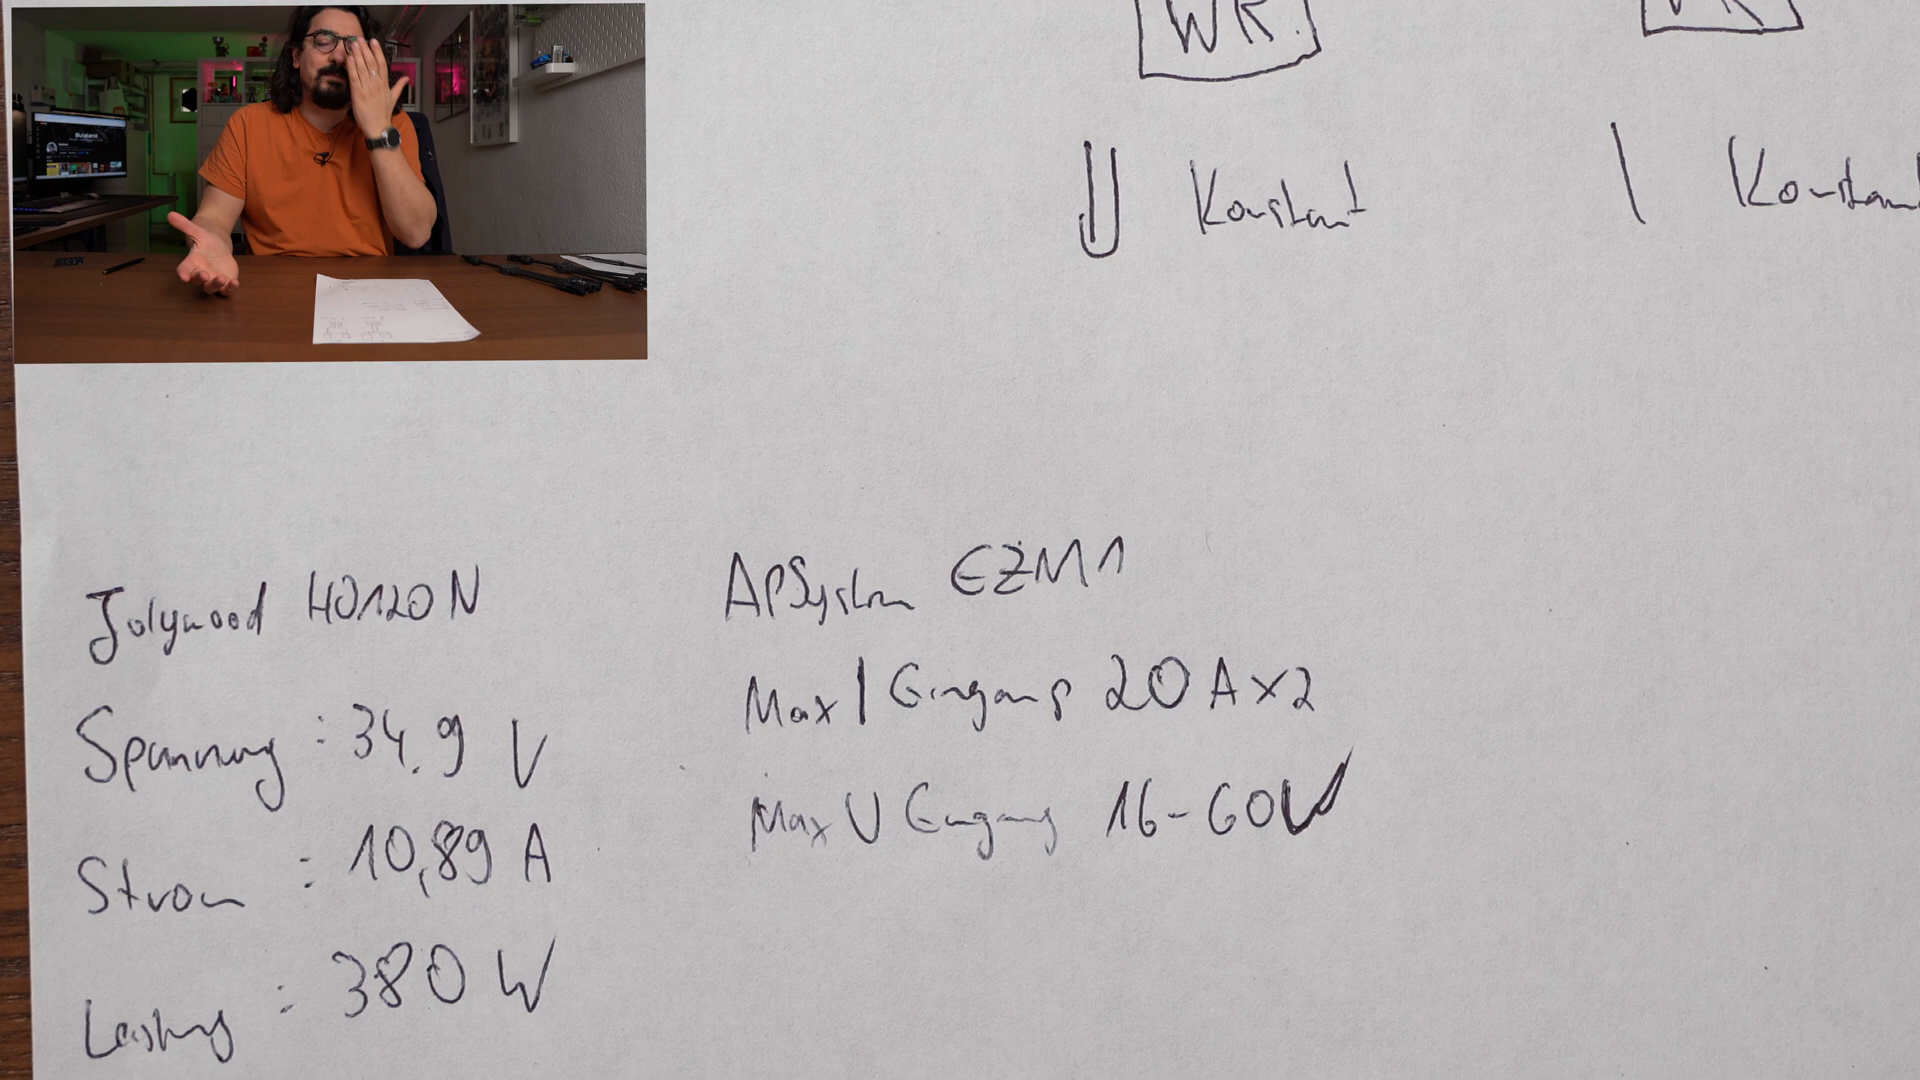 WR.
U Konstant
I Konstant
Jolywood HD120N
Spannung : 34.9 V
Strom : 10,89 A
Leistung : 380 W
APSystem EZM1
Max I Eingang 20 A x2
Max U Eingang 16-60V